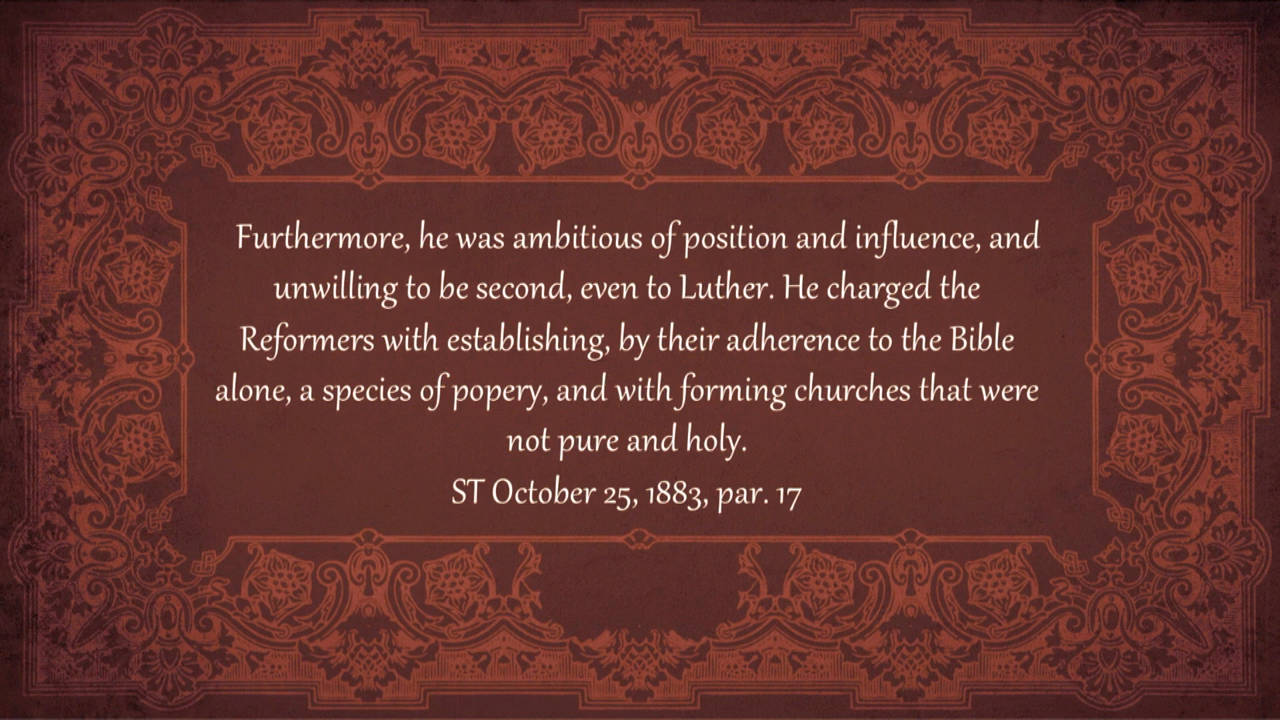 Furthermore, he was ambitious of position and influence, and
unwilling to be second, even to Luther. He charged the
Reformers with establishing, by their adherence to the Bible
alone, a species of popery, and with forming churches that were
not pure and holy.
ST October 25, 1883, par. 17